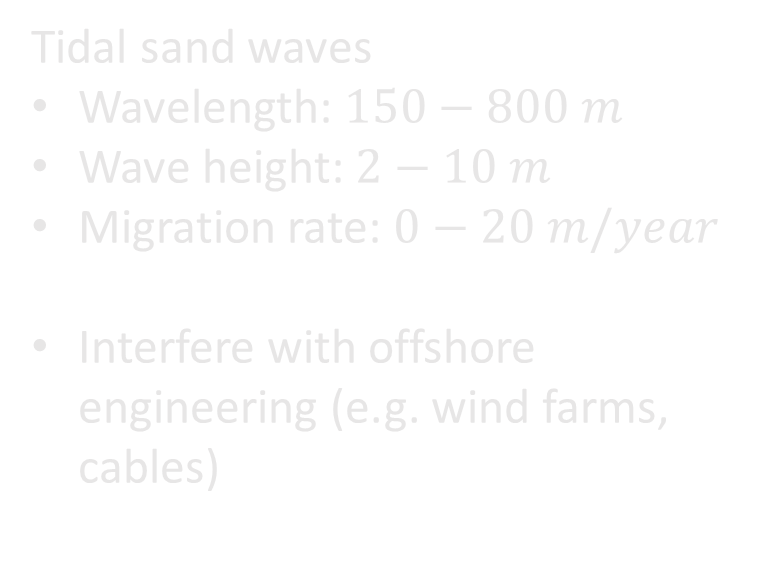 Tidal sand waves
• Wavelength: 150 − 800 m
• Wave height: 2 − 10 m
• Migration rate: 0 − 20 m/year
• Interfere with offshore
engineering (e.g. wind farms,
cables)